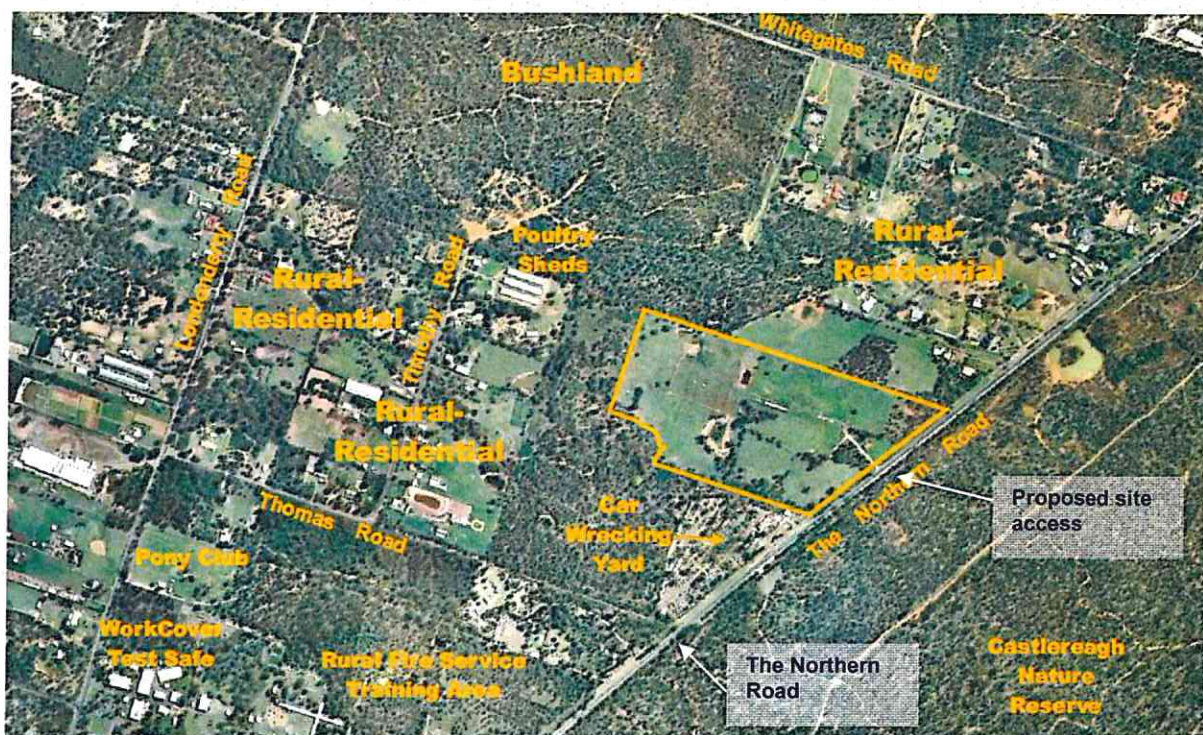 Whitegates Road
Bushland
Londonderry Road
Poultry
Sheds
Timothy Road
Rural-
Residential
Rural-
Residential
Rural-
Residential
Proposed site
access
The Northern Road
Car
Wrecking
Yard
Thomas Road
Pony Club
WorkCover
Test Safe
Rural Fire Service
Training Area
The Northern
Road
Castlereagh
Nature
Reserve